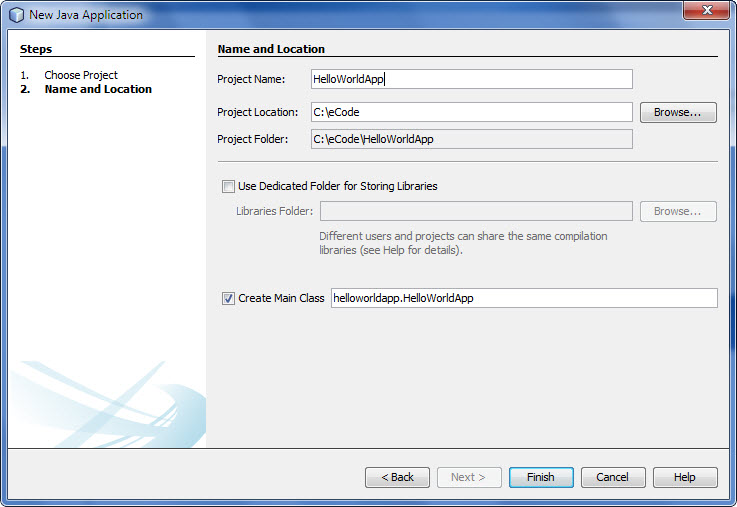 New Java Application
Steps
1. Choose Project
2. Name and Location
Name and Location
Project Name: HelloWorldApp
Project Location: C:\eCode Browse...
Project Folder: C:\eCode\HelloWorldApp
Use Dedicated Folder for Storing Libraries
Libraries Folder: Browse...
Different users and projects can share the same compilation
libraries (see Help for details).
Create Main Class helloworldapp.HelloWorldApp
< Back Next > Finish Cancel Help